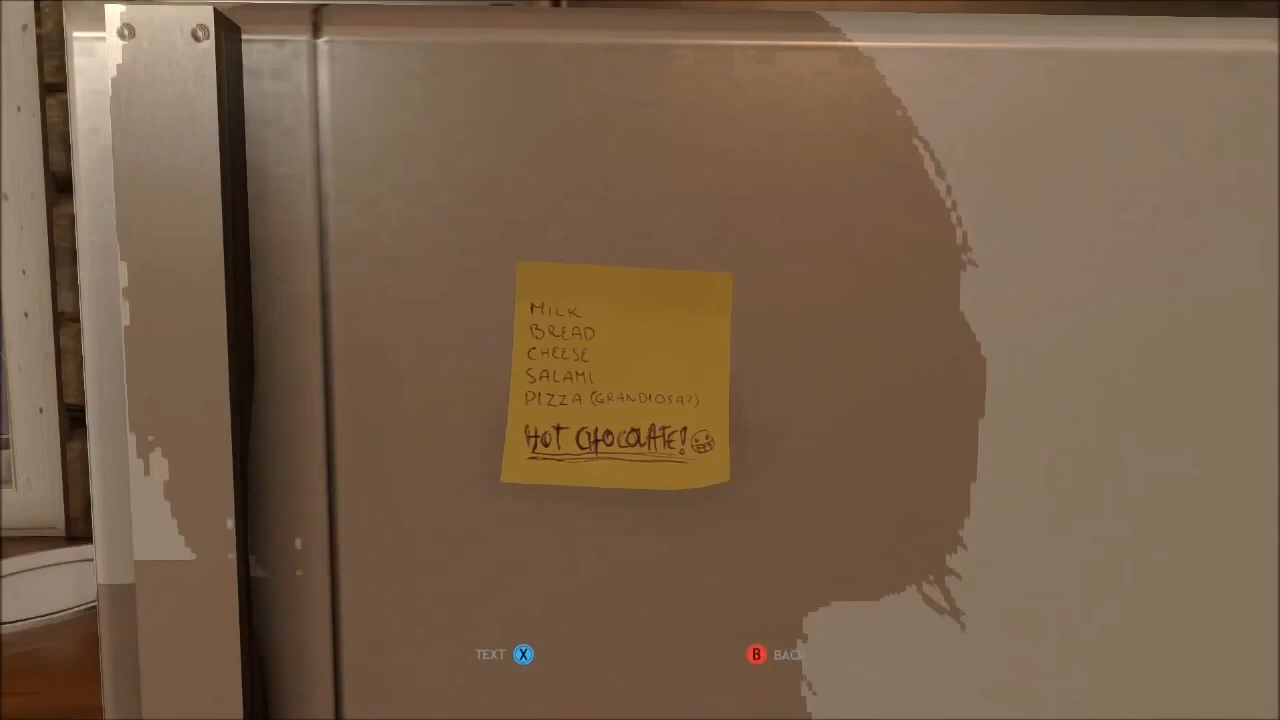 MILK
BREAD
CHEESE
SALAMI
PIZZA (GRANDIOSA?)
HOT CHOCOLATE!
TEXT X
B BACK